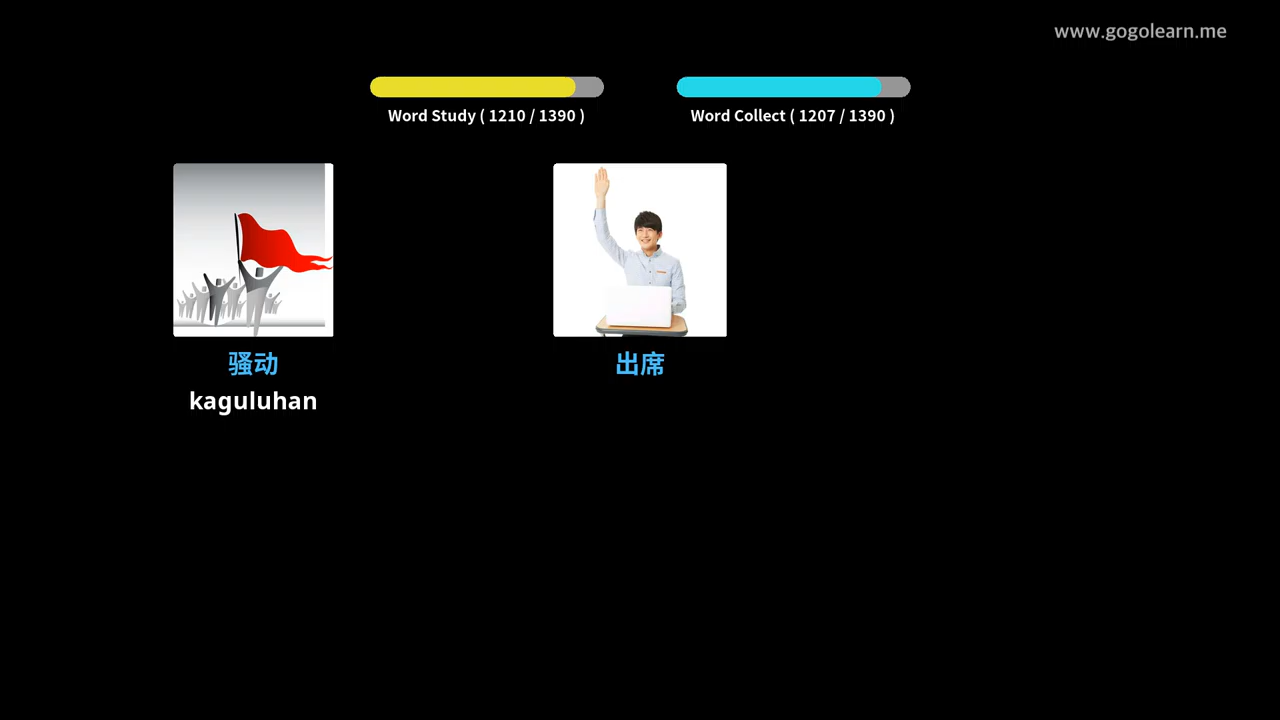 www.gogolearn.me
Word Study ( 1210 / 1390 )
Word Collect ( 1207 / 1390 )
骚动
kaguluhan
出席